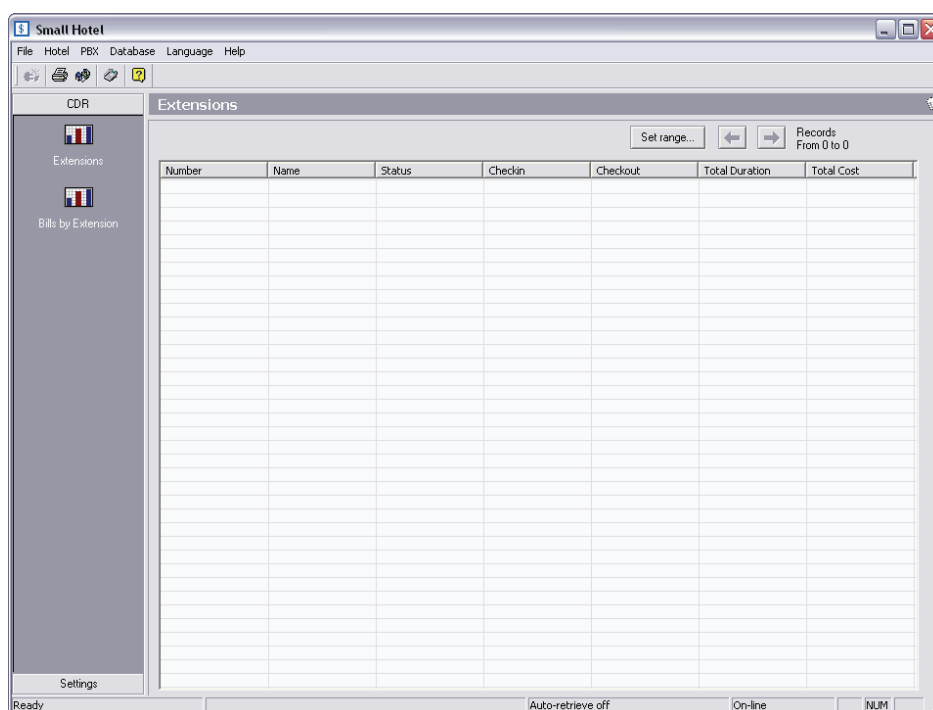 Small Hotel
File Hotel PBX Database Language Help
CDR
Extensions
Bills by Extension
Settings
Extensions
Set range...
Records
From 0 to 0
Number Name Status Checkin Checkout Total Duration Total Cost
Ready Auto-retrieve off On-line NUM